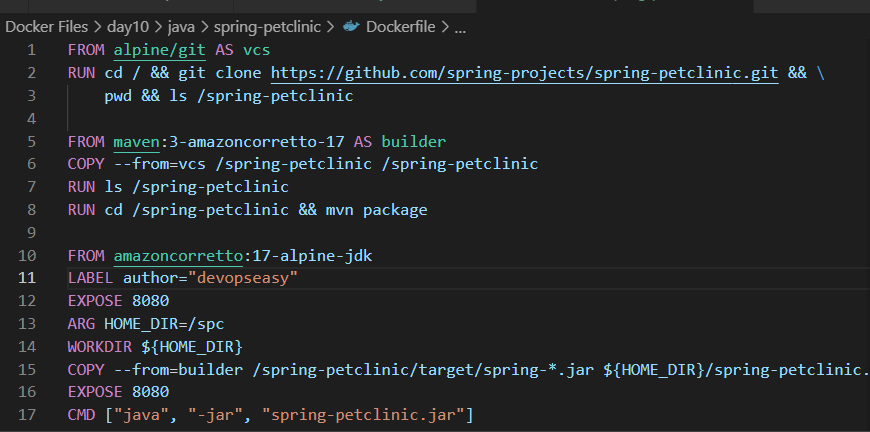 Docker Files > day10 > java > spring-petclinic > Dockerfile > ...
1 FROM alpine/git AS vcs
2 RUN cd / && git clone https://github.com/spring-projects/spring-petclinic.git && \
3 pwd && ls /spring-petclinic
4
5 FROM maven:3-amazoncorretto-17 AS builder
6 COPY --from=vcs /spring-petclinic /spring-petclinic
7 RUN ls /spring-petclinic
8 RUN cd /spring-petclinic && mvn package
9
10 FROM amazoncorretto:17-alpine-jdk
11 LABEL author="devopseasy"
12 EXPOSE 8080
13 ARG HOME_DIR=/spc
14 WORKDIR ${HOME_DIR}
15 COPY --from=builder /spring-petclinic/target/spring-*.jar ${HOME_DIR}/spring-petclinic.
16 EXPOSE 8080
17 CMD ["java", "-jar", "spring-petclinic.jar"]